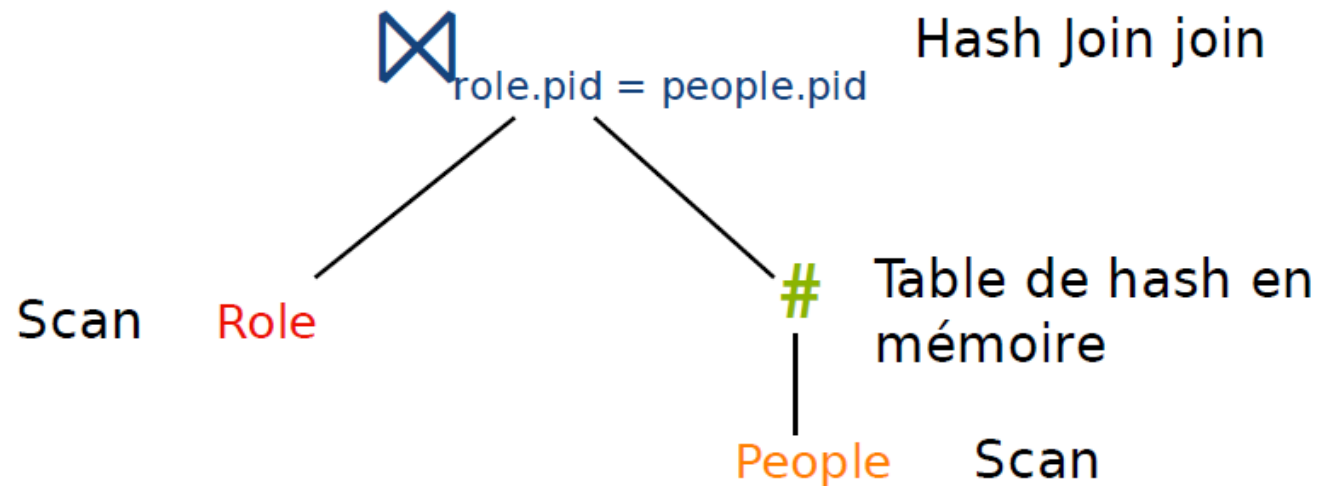 ⋈role.pid = people.pid
Hash Join join
Scan
Role
#
Table de hash en
mémoire
People
Scan